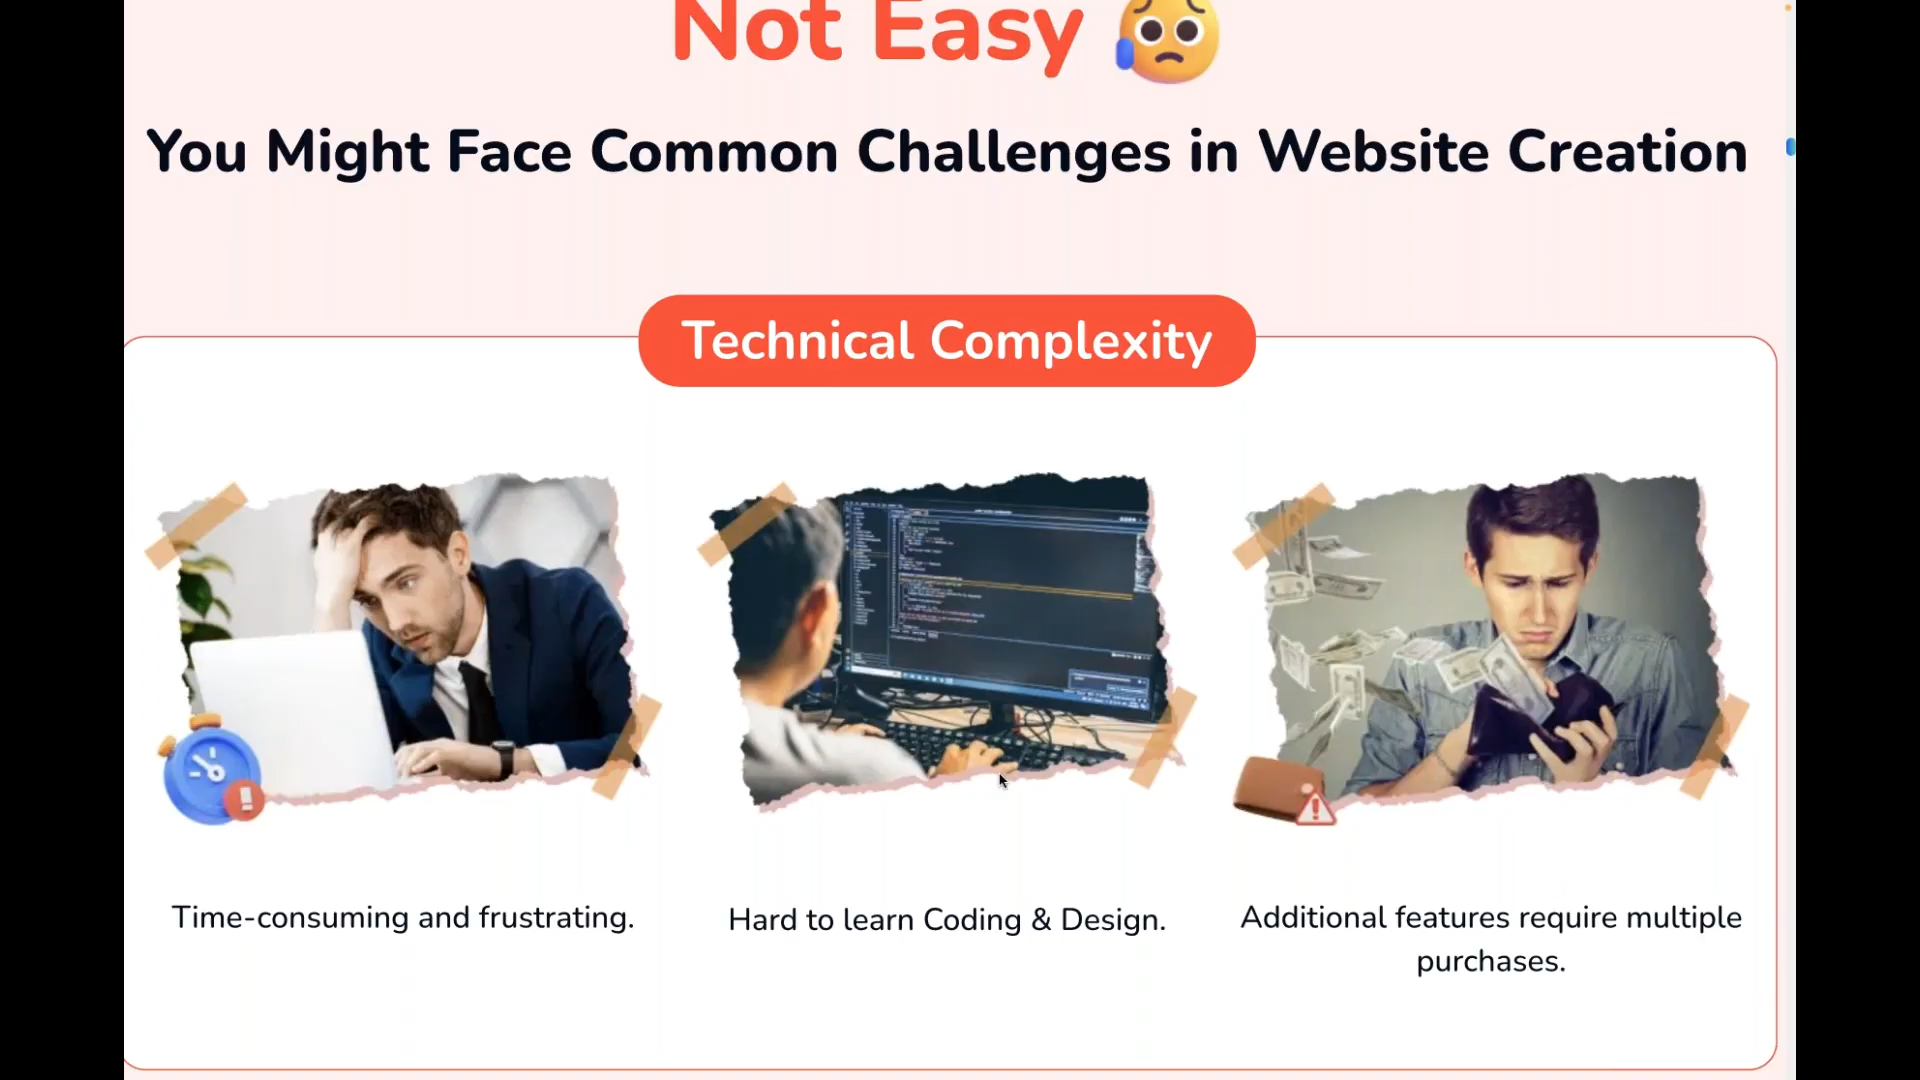 Not Easy
You Might Face Common Challenges in Website Creation
Technical Complexity
Time-consuming and frustrating.
Hard to learn Coding & Design.
Additional features require multiple
purchases.